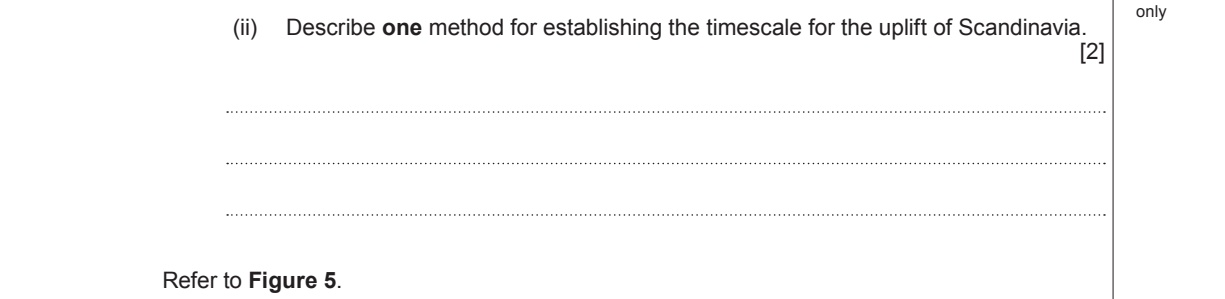 only
(ii) Describe one method for establishing the timescale for the uplift of Scandinavia.
[2]
Refer to Figure 5.